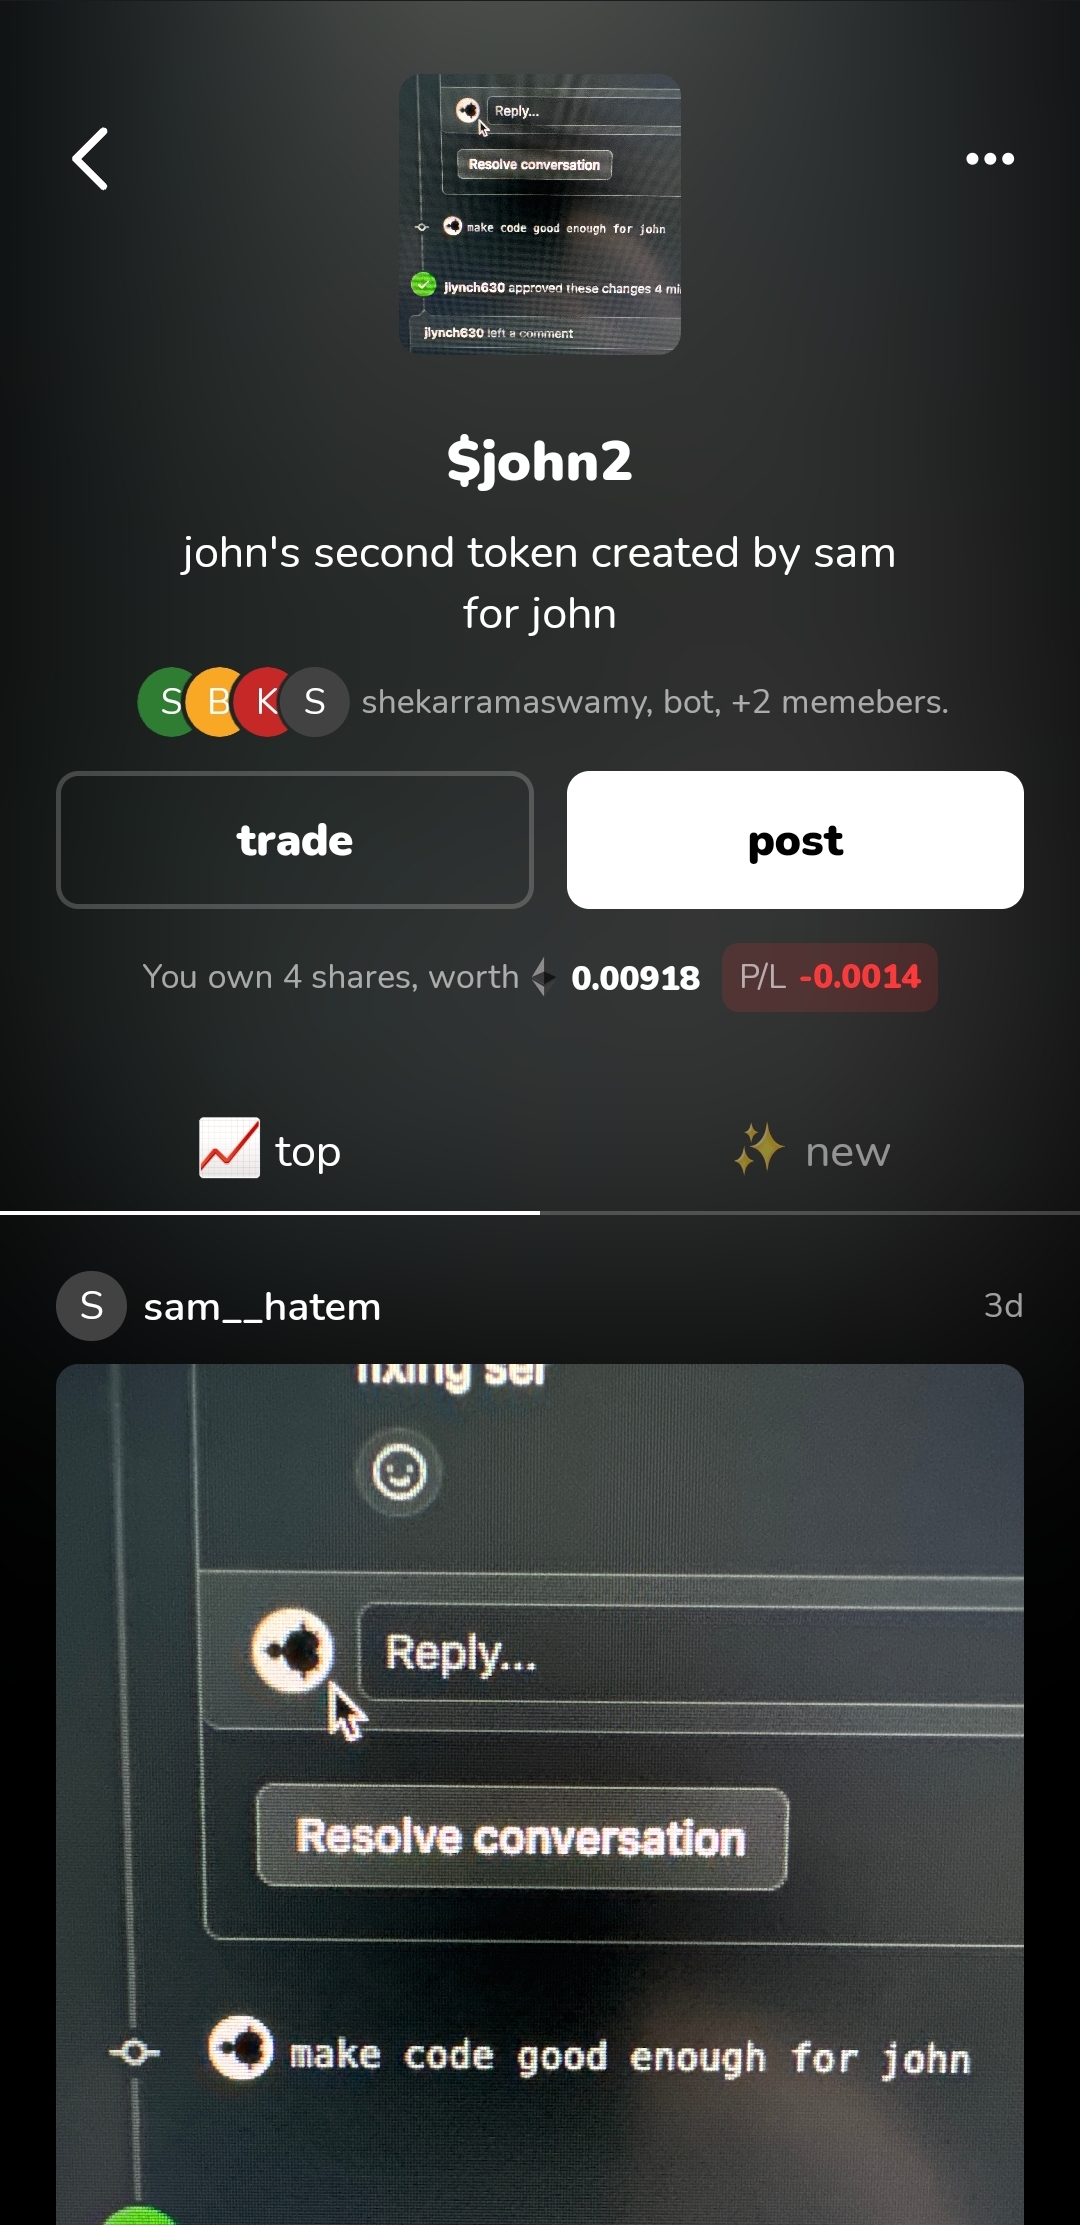 Reply...
Resolve conversation
make code good enough for john
jlynch630 approved these changes 4 mi
jlynch630 left a comment
$john2
john's second token created by sam
for john
S B K S shekarramaswamy, bot, +2 memebers.
trade post
You own 4 shares, worth 0.00918 P/L -0.0014
top new
S sam__hatem 3d
fixing ser
Reply...
Resolve conversation
make code good enough for john